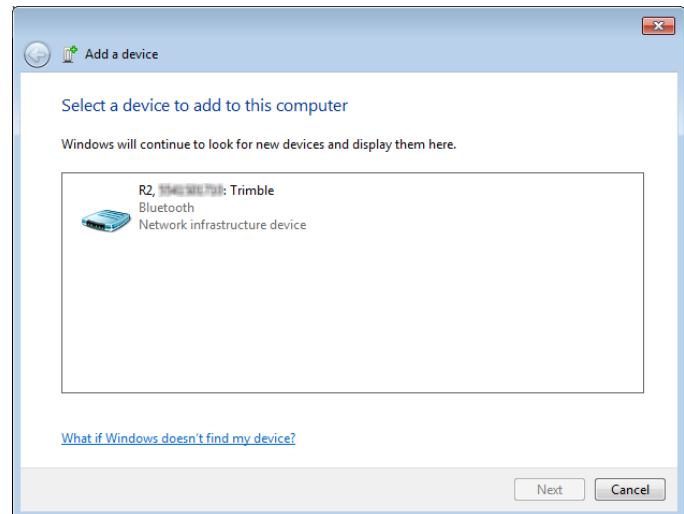 Add a device
Select a device to add to this computer
Windows will continue to look for new devices and display them here.
R2, : Trimble
Bluetooth
Network infrastructure device
What if Windows doesn't find my device?
Next Cancel